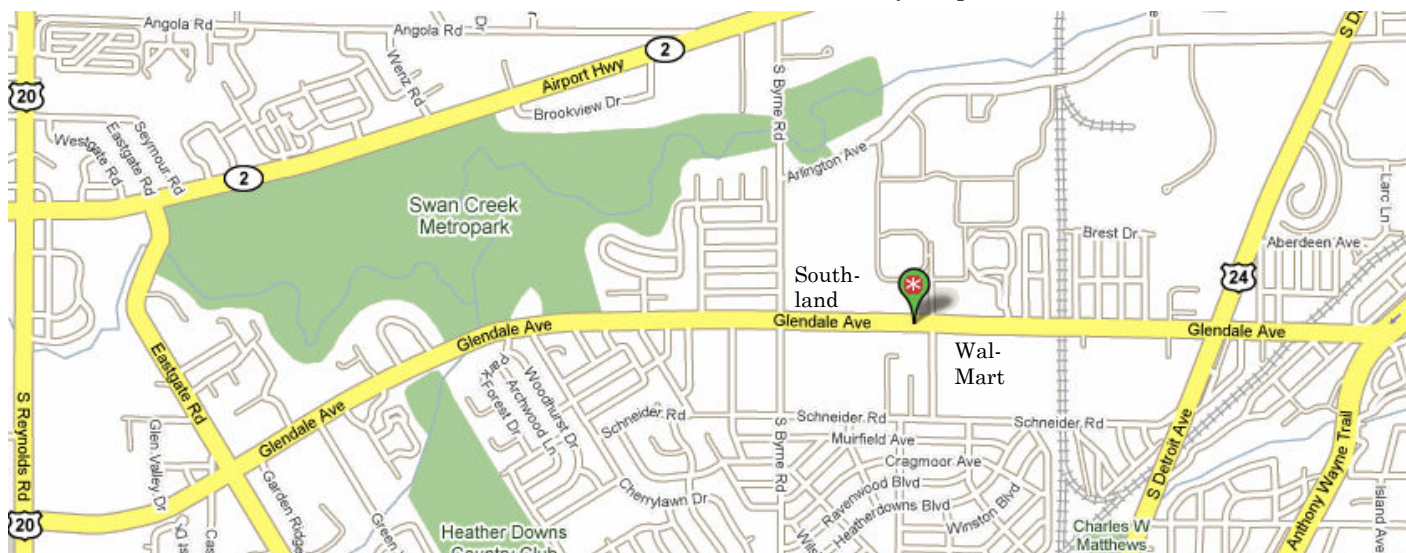 Angola Rd
Angola Rd
Dr
2
Airport Hwy
Wenz Rd
Brookview Dr
S Byrne Rd
20
Westgate Rd
Eastgate Rd
Seymour Rd
2
Arlington Ave
Swan Creek
Metropark
Larc Ln
Brest Dr
Aberdeen Ave
24
South-
land
Glendale Ave
Glendale Ave
Glendale Ave
Wal-
Mart
Eastgate Rd
S Reynolds Rd
Glendale Ave
Glen Valley Dr
Park Forest Dr
Archwood Ln
Woodhurst Dr
Schneider Rd
Schneider Rd
Schneider Rd
Muirfield Ave
S Byrne Rd
Cragmoor Ave
Ravenwood Blvd
Heatherdowns Blvd
Winston Blvd
S Detroit Ave
Anthony Wayne Trail
Cherrylawn Dr
Garden Ridge
Green
20
Heather Downs
Country Club
Charles W
Matthews
Island Ave